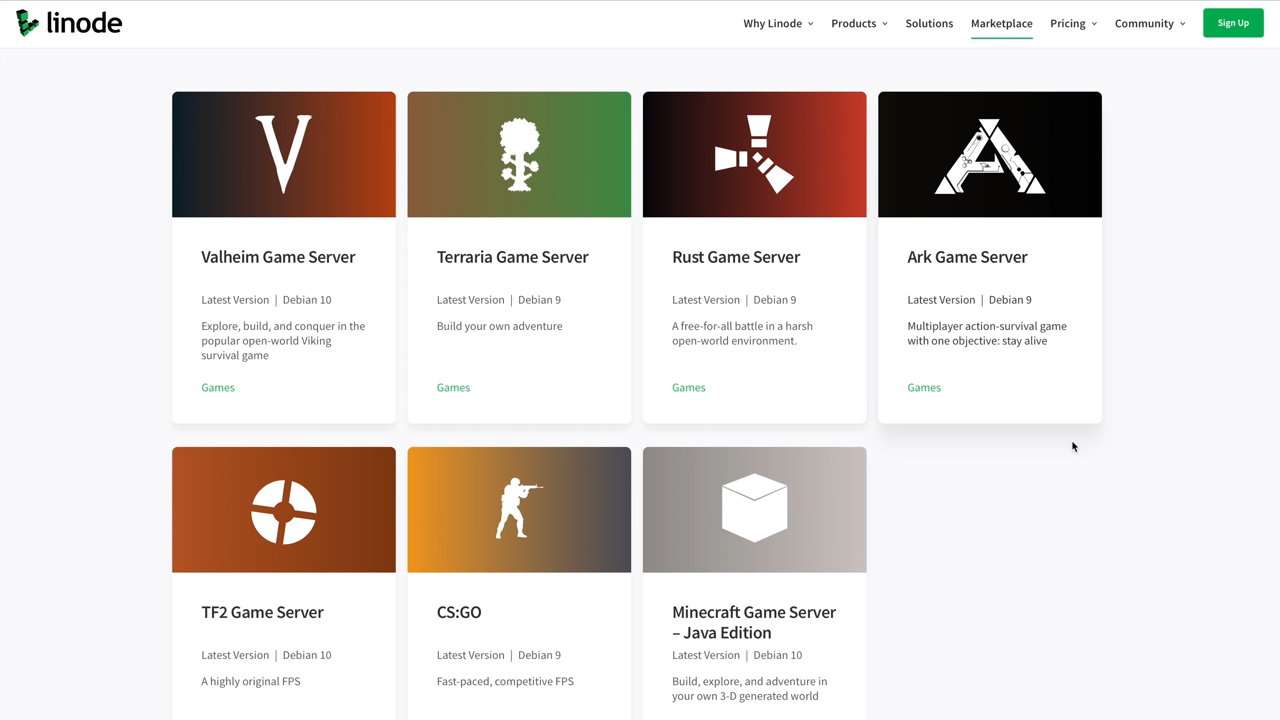 linode
Why Linode
Products
Solutions
Marketplace
Pricing
Community
Sign Up
Valheim Game Server
Latest Version | Debian 10
Explore, build, and conquer in the
popular open-world Viking
survival game
Games
Terraria Game Server
Latest Version | Debian 9
Build your own adventure
Games
Rust Game Server
Latest Version | Debian 9
A free-for-all battle in a harsh
open-world environment.
Games
Ark Game Server
Latest Version | Debian 9
Multiplayer action-survival game
with one objective: stay alive
Games
TF2 Game Server
Latest Version | Debian 10
A highly original FPS
CS:GO
Latest Version | Debian 9
Fast-paced, competitive FPS
Minecraft Game Server
– Java Edition
Latest Version | Debian 10
Build, explore, and adventure in
your own 3-D generated world